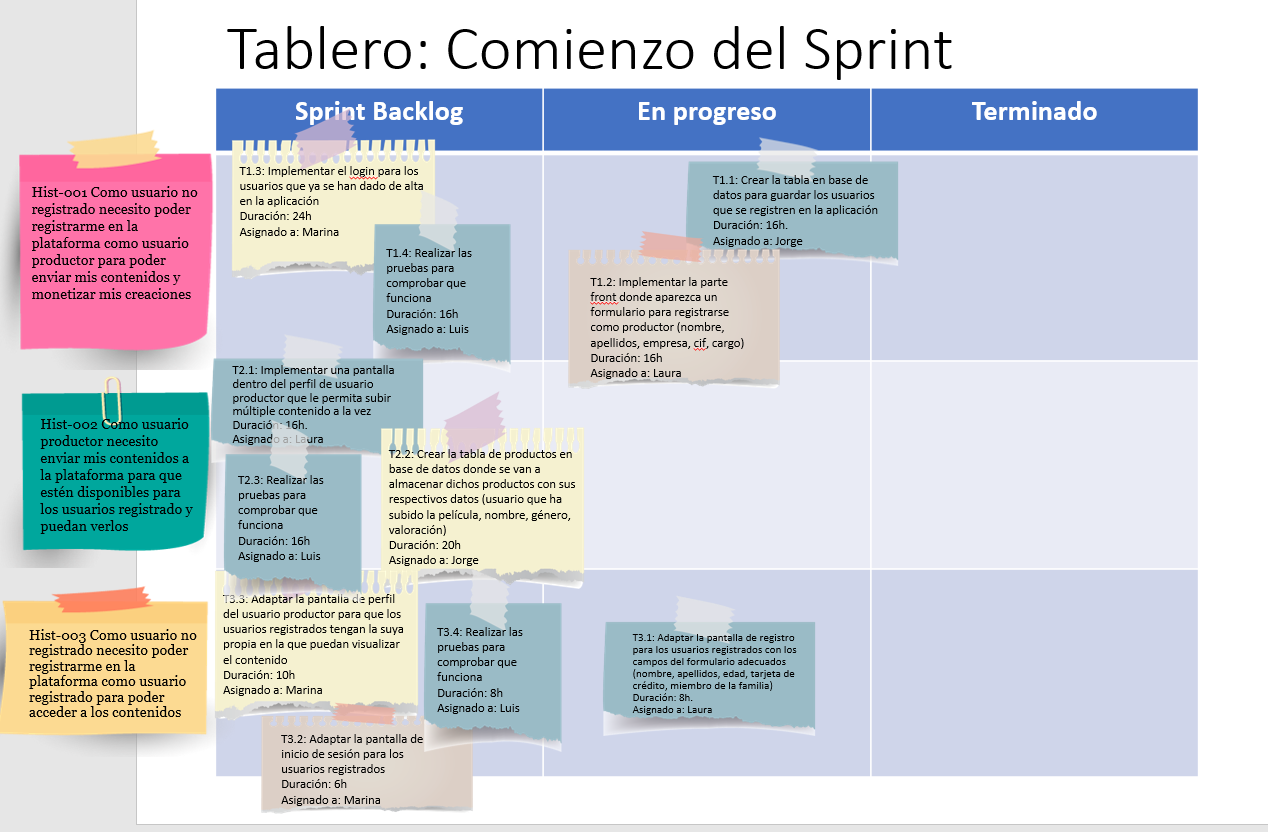 Tablero: Comienzo del Sprint
Sprint Backlog
En progreso
Terminado
Hist-001 Como usuario no
registrado necesito poder
registrarme en la
plataforma como usuario
productor para poder
enviar mis contenidos y
monetizar mis creaciones
T1.3: Implementar el login para los
usuarios que ya se han dado de alta
en la aplicación
Duración: 24h
Asignado a: Marina
T1.4: Realizar las
pruebas para
comprobar que
funciona
Duración: 16h
Asignado a: Luis
T1.1: Crear la tabla en base de
datos para guardar los usuarios
que se registren en la aplicación
Duración: 16h.
Asignado a: Jorge
T1.2: Implementar la parte
front donde aparezca un
formulario para registrarse
como productor (nombre,
apellidos, empresa, cif, cargo)
Duración: 16h
Asignado a: Laura
Hist-002 Como usuario
productor necesito
enviar mis contenidos a
la plataforma para que
estén disponibles para
los usuarios registrado y
puedan verlos
T2.1: Implementar una pantalla
dentro del perfil de usuario
productor que le permita subir
múltiple contenido a la vez
Duración: 16h.
Asignado a: Laura
T2.3: Realizar las
pruebas para
comprobar que
funciona
Duración: 16h
Asignado a: Luis
T2.2: Crear la tabla de productos en
base de datos donde se van a
almacenar dichos productos con sus
respectivos datos (usuario que ha
subido la película, nombre, género,
valoración)
Duración: 20h
Asignado a: Jorge
Hist-003 Como usuario no
registrado necesito poder
registrarme en la
plataforma como usuario
registrado para poder
acceder a los contenidos
T3.3: Adaptar la pantalla de perfil
del usuario productor para que los
usuarios registrados tengan la suya
propia en la que puedan visualizar
el contenido
Duración: 10h
Asignado a: Marina
T3.4: Realizar las
pruebas para
comprobar que
funciona
Duración: 8h
Asignado a: Luis
T3.1: Adaptar la pantalla de registro
para los usuarios registrados con los
campos del formulario adecuados
(nombre, apellidos, edad, tarjeta de
crédito, miembro de la familia)
Duración: 8h.
Asignado a: Laura
T3.2: Adaptar la pantalla de
inicio de sesión para los
usuarios registrados
Duración: 6h
Asignado a: Marina